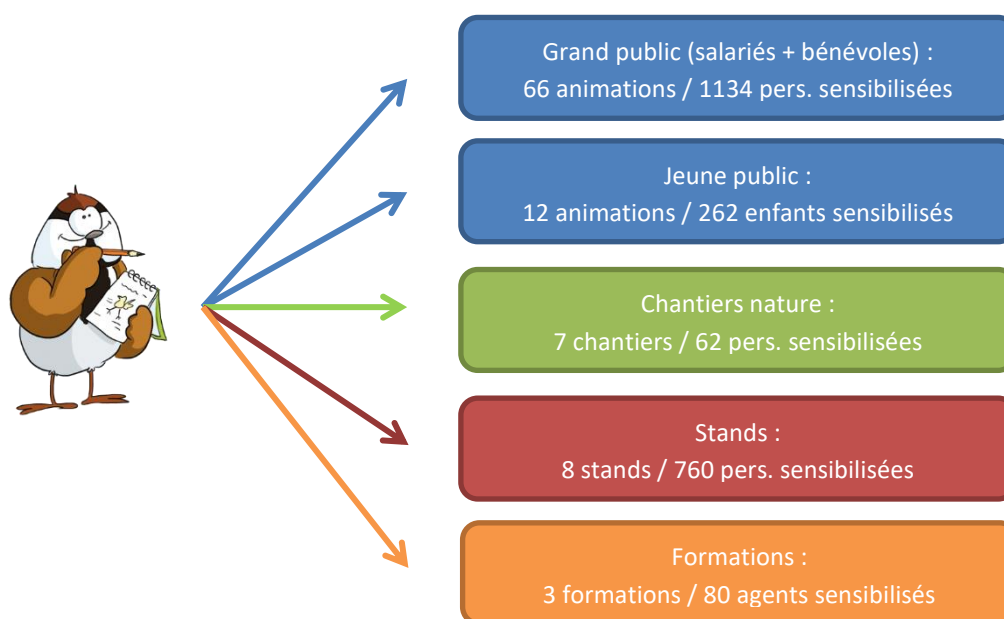 Grand public (salariés + bénévoles) :
66 animations / 1134 pers. sensibilisées
Jeune public :
12 animations / 262 enfants sensibilisés
Chantiers nature :
7 chantiers / 62 pers. sensibilisées
Stands :
8 stands / 760 pers. sensibilisées
Formations :
3 formations / 80 agents sensibilisés